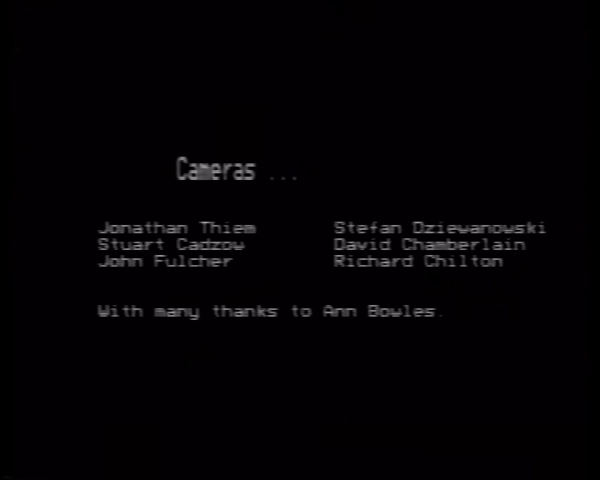 Cameras ...
Jonathan Thiem Stefan Dziewanowski
Stuart Cadzow David Chamberlain
John Fulcher Richard Chilton
With many thanks to Ann Bowles.